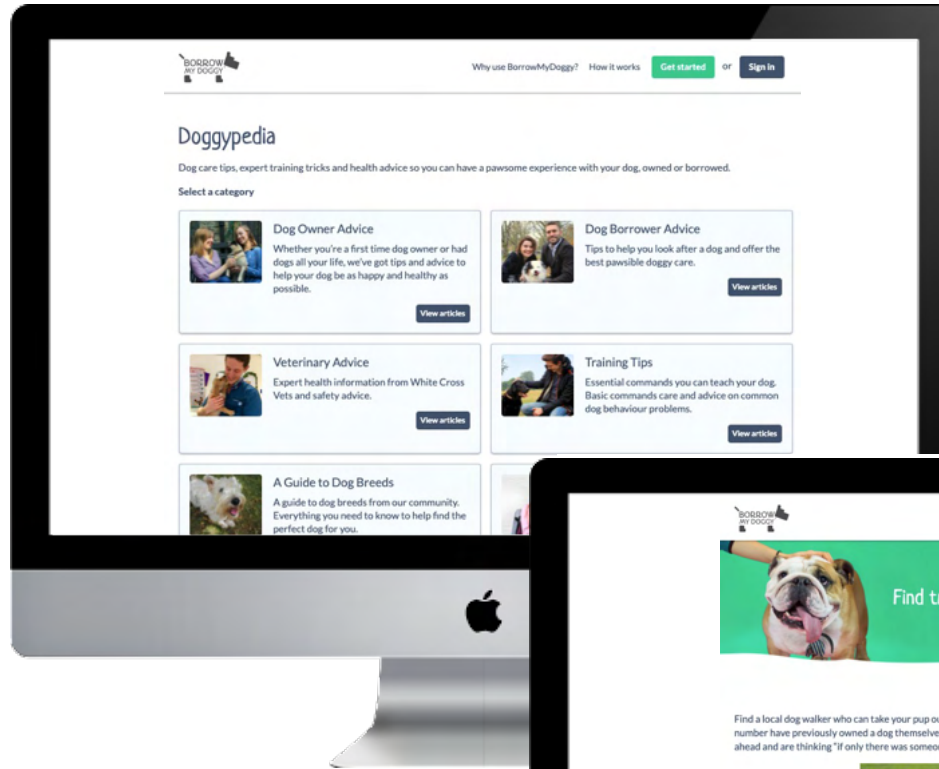 BORROW
MY DOGGY
Why use BorrowMyDoggy? How it works Get started or Sign in
Doggypedia
Dog care tips, expert training tricks and health advice so you can have a pawsome experience with your dog, owned or borrowed.
Select a category
Dog Owner Advice
Whether you're a first time dog owner or had
dogs all your life, we've got tips and advice to
help your dog be as happy and healthy as
possible.
View articles
Dog Borrower Advice
Tips to help you look after a dog and offer the
best pawsible doggy care.
View articles
Veterinary Advice
Expert health information from White Cross
Vets and safety advice.
View articles
Training Tips
Essential commands you can teach your dog.
Basic commands care and advice on common
dog behaviour problems.
View articles
A Guide to Dog Breeds
A guide to dog breeds from our community.
Everything you need to know to help find the
perfect dog for you.
BORROW
MY DOGGY
Find
Find a local dog walker who can take your pup
number have previously owned a dog
ahead and are thinking "if only there was